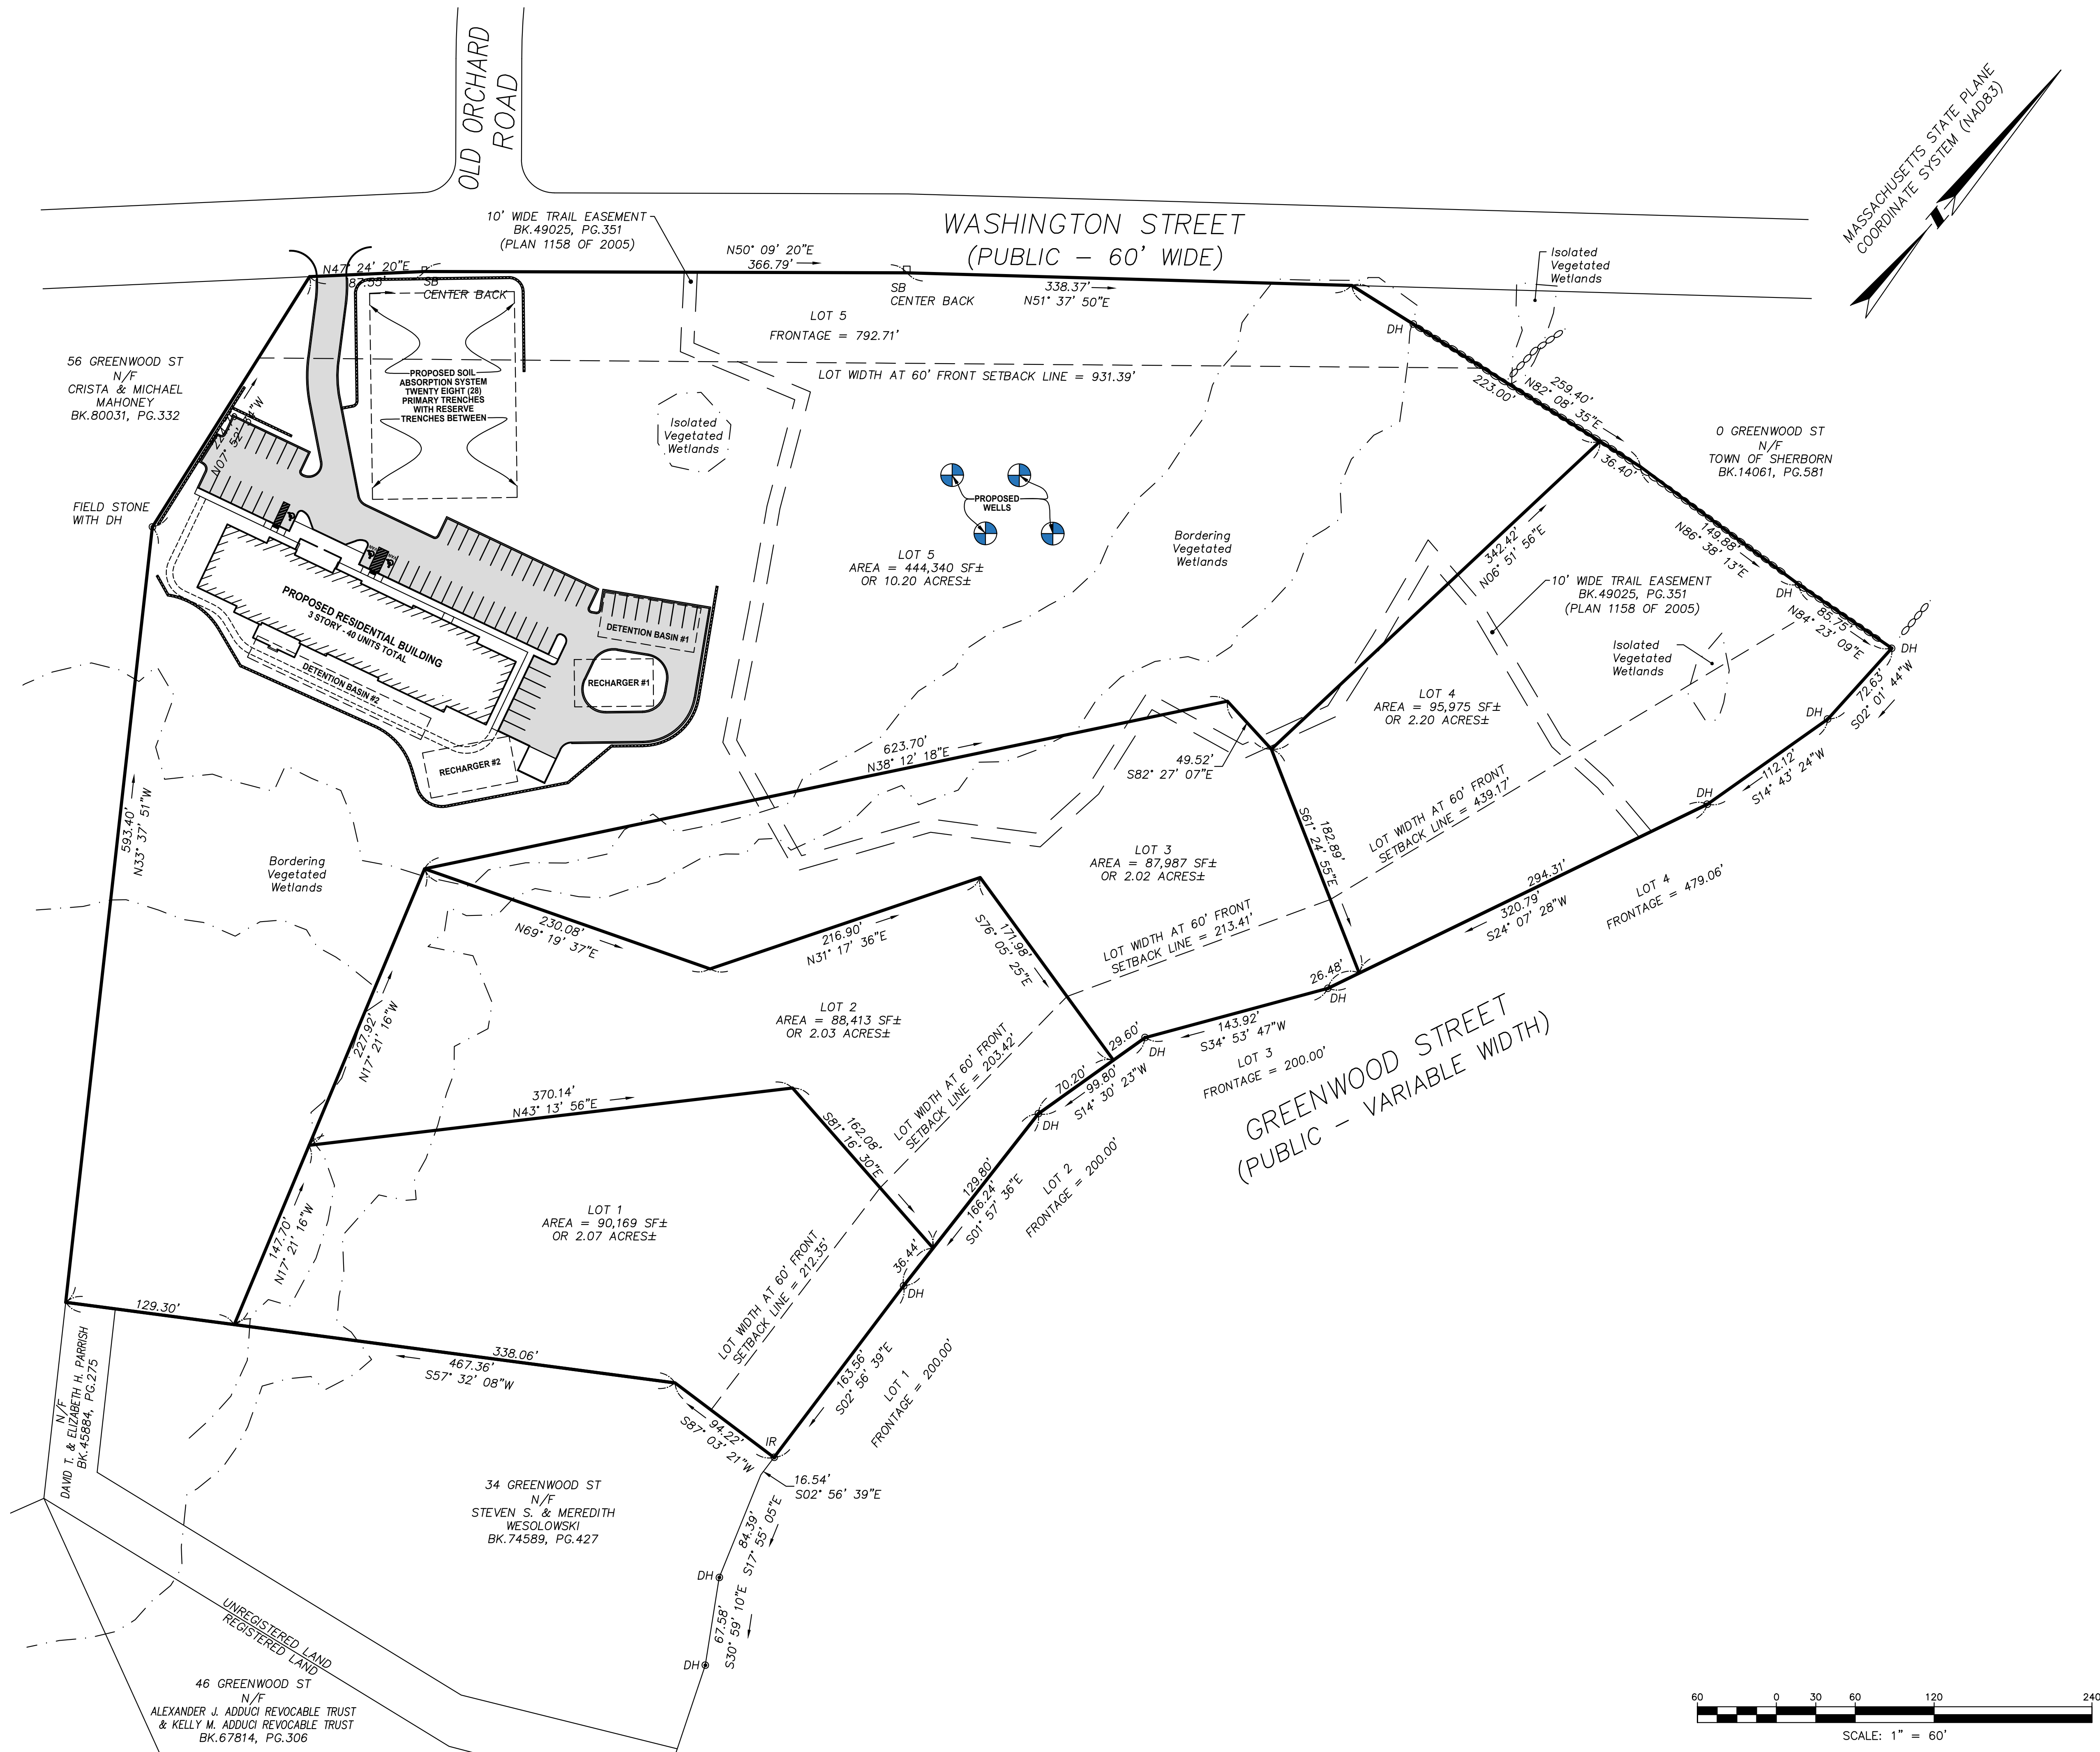 OLD ORCHARD
ROAD
MASSACHUSETTS STATE PLANE
COORDINATE SYSTEM (NAD83)
10' WIDE TRAIL EASEMENT
BK.49025, PG.351
(PLAN 1158 OF 2005)
WASHINGTON STREET
(PUBLIC - 60' WIDE)
N50° 09' 20"E
366.79'
Isolated
Vegetated
Wetlands
N47° 24' 20"E
87.55'
SB
CENTER BACK
SB
CENTER BACK
338.37'
N51° 37' 50"E
LOT 5
FRONTAGE = 792.71'
DH
LOT WIDTH AT 60' FRONT SETBACK LINE = 931.39'
223.00'
259.40'
N82° 08' 35"E
36.40'
56 GREENWOOD ST
N/F
CRISTA & MICHAEL
MAHONEY
BK.80031, PG.332
N07° 52' 54"W
PROPOSED SOIL
ABSORPTION SYSTEM
TWENTY EIGHT (28)
PRIMARY TRENCHES
WITH RESERVE
TRENCHES BETWEEN
Isolated
Vegetated
Wetlands
0 GREENWOOD ST
N/F
TOWN OF SHERBORN
BK.14061, PG.581
FIELD STONE
WITH DH
PROPOSED
WELLS
LOT 5
AREA = 444,340 SF±
OR 10.20 ACRES±
Bordering
Vegetated
Wetlands
342.42'
N06° 51' 56"E
149.88'
N86° 38' 13"E
DH
85.75'
N84° 23' 09"E
DH
10' WIDE TRAIL EASEMENT
BK.49025, PG.351
(PLAN 1158 OF 2005)
Isolated
Vegetated
Wetlands
72.63'
S02° 01' 44"W
DH
PROPOSED RESIDENTIAL BUILDING
3 STORY - 40 UNITS TOTAL
DETENTION BASIN #1
DETENTION BASIN #2
RECHARGER #1
RECHARGER #2
LOT 4
AREA = 95,975 SF±
OR 2.20 ACRES±
623.70'
N38° 12' 18"E
49.52'
S82° 27' 07"E
112.12'
S14° 43' 24"W
DH
593.40'
N33° 37' 51"W
LOT WIDTH AT 60' FRONT
SETBACK LINE = 439.17'
182.89'
S61° 24' 55"E
Bordering
Vegetated
Wetlands
LOT 3
AREA = 87,987 SF±
OR 2.02 ACRES±
294.31'
320.79'
S24° 07' 28"W
LOT 4
FRONTAGE = 479.06'
230.08'
N69° 19' 37"E
216.90'
N31° 17' 36"E
171.98'
S76° 05' 25"E
LOT WIDTH AT 60' FRONT
SETBACK LINE = 213.41'
26.48'
DH
LOT 2
AREA = 88,413 SF±
OR 2.03 ACRES±
227.92'
N17° 21' 16"W
143.92'
S34° 53' 47"W
29.60'
DH
LOT 3
FRONTAGE = 200.00'
GREENWOOD STREET
(PUBLIC - VARIABLE WIDTH)
70.20'
99.80'
S14° 30' 23"W
DH
LOT WIDTH AT 60' FRONT
SETBACK LINE = 203.42'
370.14'
N43° 13' 56"E
162.08'
S81° 16' 30"E
129.80'
166.24'
S01° 57' 36"E
LOT 2
FRONTAGE = 200.00'
LOT 1
AREA = 90,169 SF±
OR 2.07 ACRES±
147.70'
N17° 21' 16"W
36.44'
DH
LOT WIDTH AT 60' FRONT
SETBACK LINE = 212.35'
129.30'
338.06'
467.36'
S57° 32' 08"W
163.56'
S02° 56' 39"E
LOT 1
FRONTAGE = 200.00'
94.22'
S87° 03' 21"W
IR
16.54'
S02° 56' 39"E
N/F
DAVID T. & ELIZABETH H. PARRISH
BK.45884, PG.275
34 GREENWOOD ST
N/F
STEVEN S. & MEREDITH
WESOLOWSKI
BK.74589, PG.427
84.39'
S17° 55' 05"E
DH
67.58'
S30° 59' 10"E
DH
UNREGISTERED LAND
REGISTERED LAND
46 GREENWOOD ST
N/F
ALEXANDER J. ADDUCI REVOCABLE TRUST
& KELLY M. ADDUCI REVOCABLE TRUST
BK.67814, PG.306
60 0 30 60 120 240
SCALE: 1" = 60'